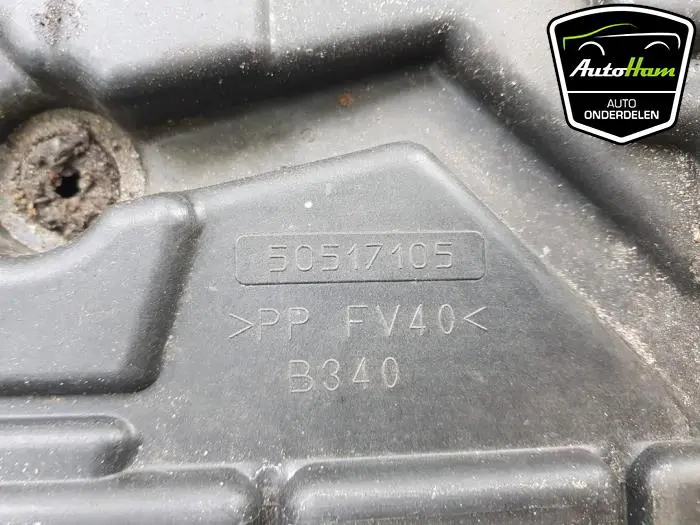 AutoHam
AUTO
ONDERDELEN
50517105
>PP FV40<
B340